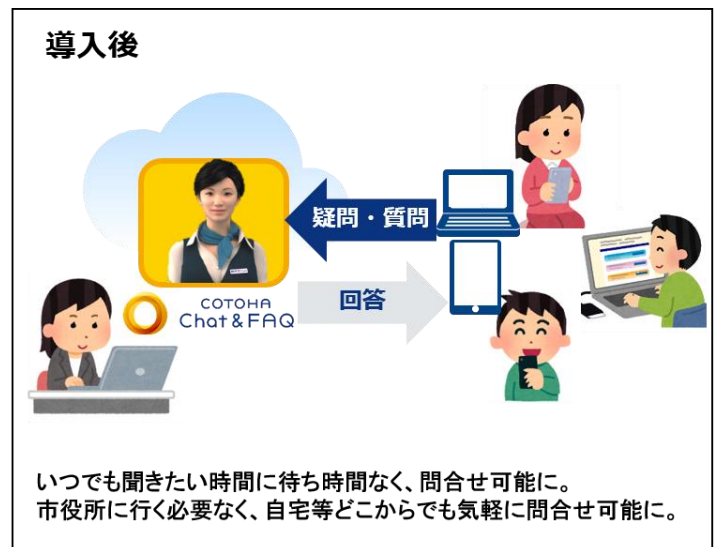 導入後
疑問・質問
回答
COTOHA
Chat&FAQ
いつでも聞きたい時間に待ち時間なく、問合せ可能に。
市役所に行く必要なく、自宅等どこからでも気軽に問合せ可能に。